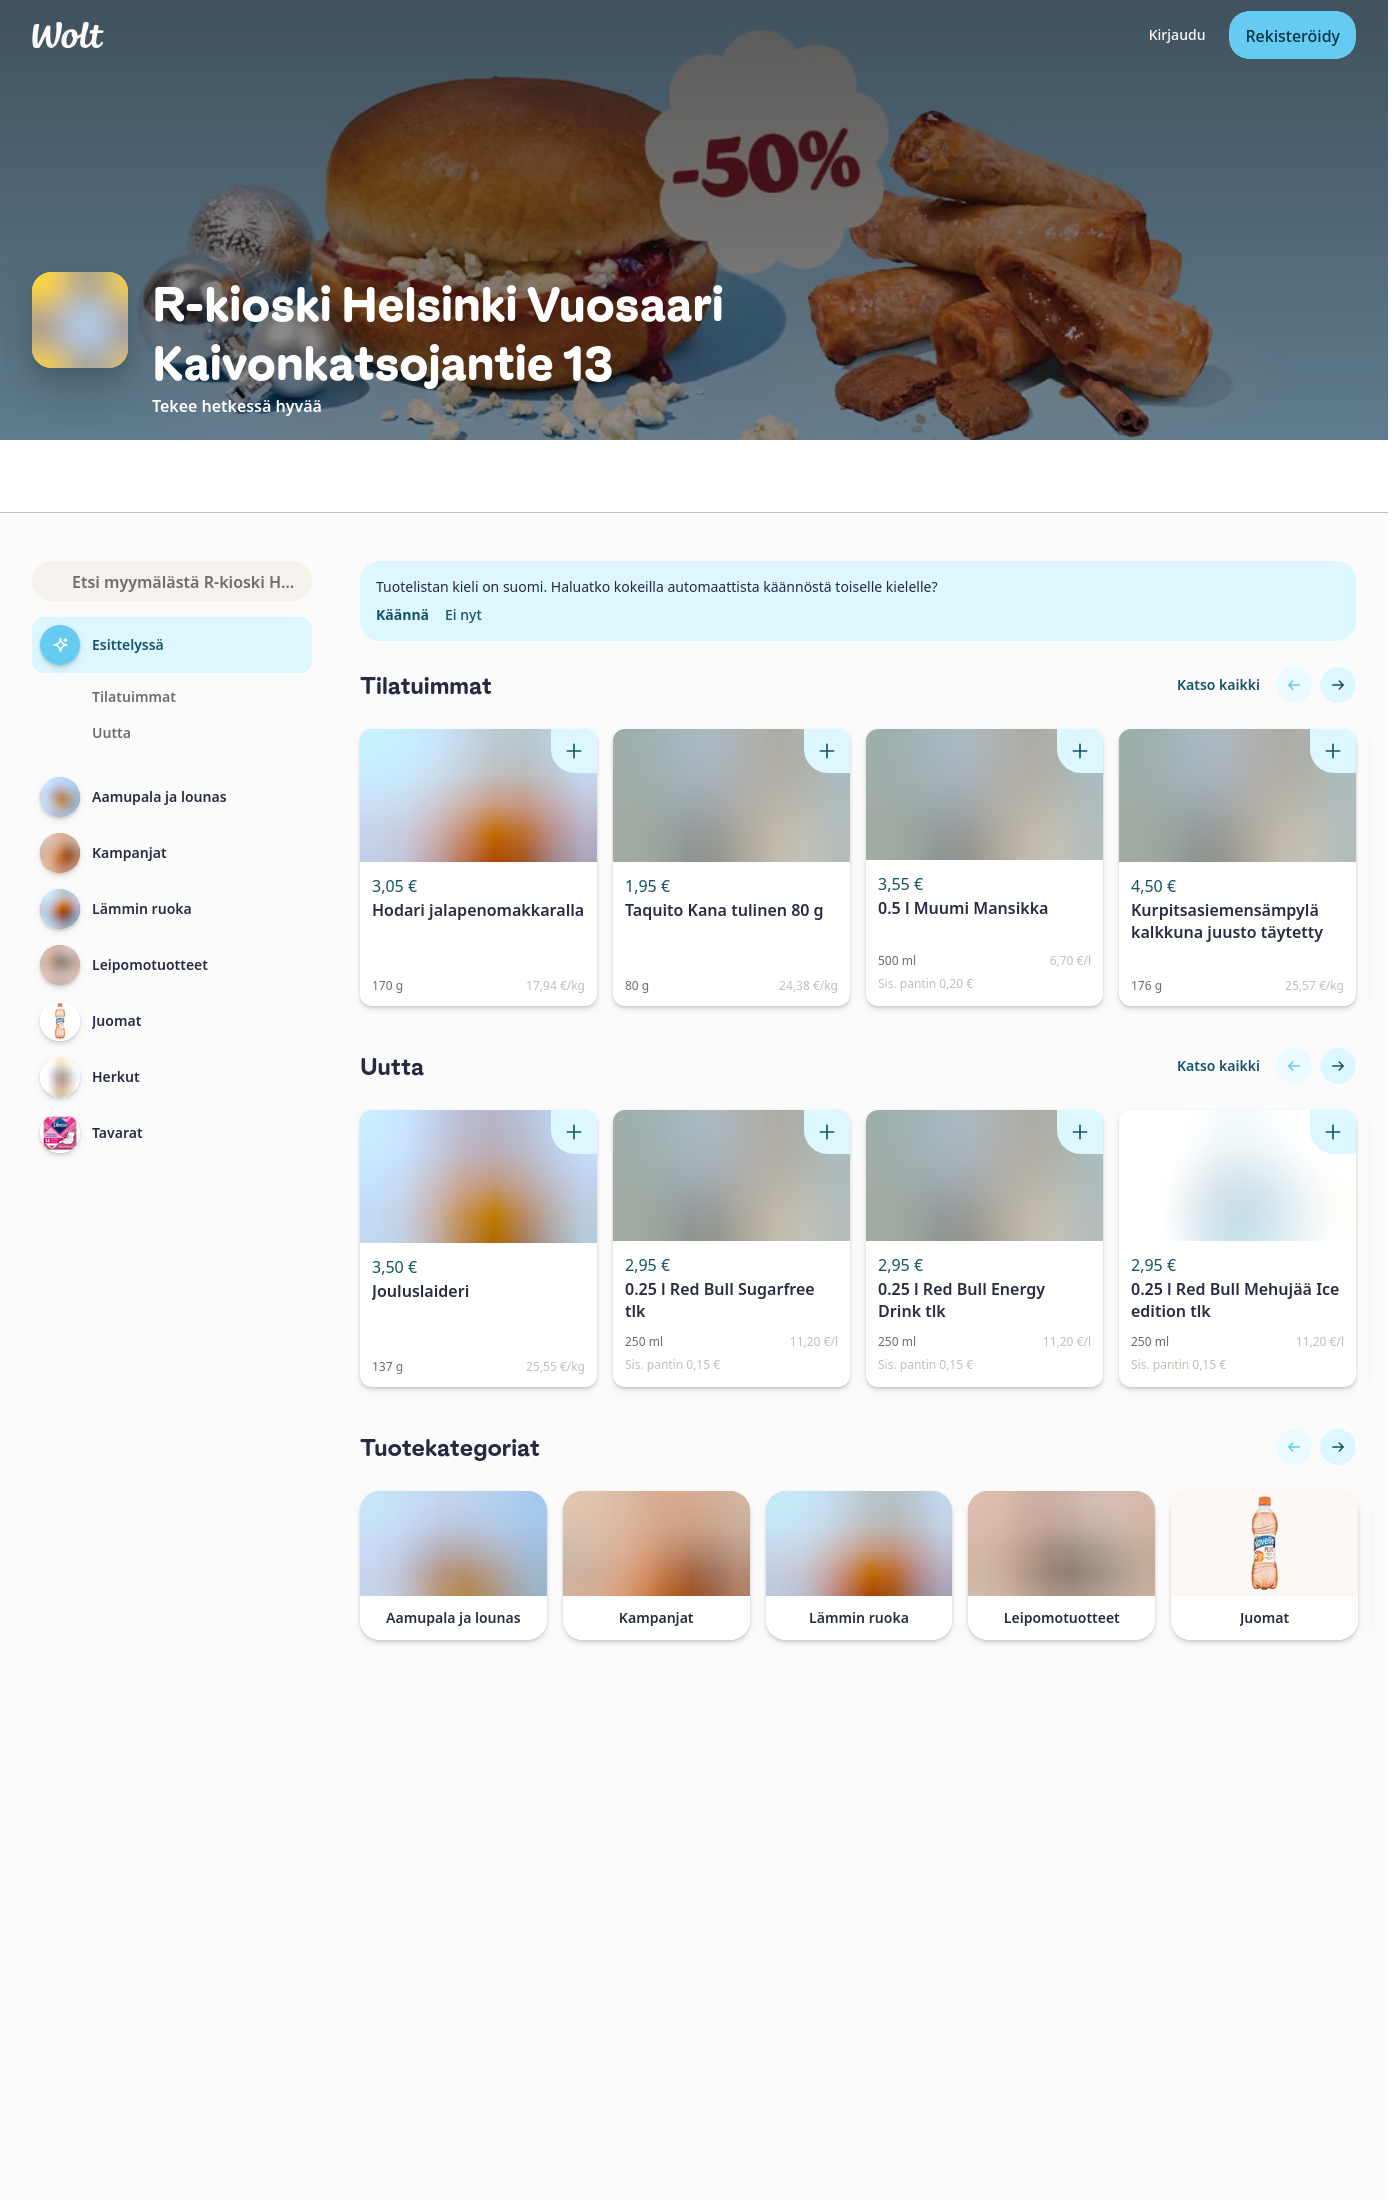 Wolt
Kirjaudu
Rekisteröidy
-50%
R-kioski Helsinki Vuosaari
Kaivonkatsojantie 13
Tekee hetkessä hyvää
Etsi myymälästä R-kioski H...
Esittelyssä
Tilatuimmat
Uutta
Aamupala ja lounas
Kampanjat
Lämmin ruoka
Leipomotuotteet
Juomat
Herkut
Tavarat
Tuotelistan kieli on suomi. Haluatko kokeilla automaattista käännöstä toiselle kielelle?
Käännä Ei nyt
Tilatuimmat
Katso kaikki
3,05 €
Hodari jalapenomakkaralla
170 g 17,94 €/kg
1,95 €
Taquito Kana tulinen 80 g
80 g 24,38 €/kg
3,55 €
0.5 l Muumi Mansikka
500 ml 6,70 €/l
Sis. pantin 0,20 €
4,50 €
Kurpitsasiemensämpylä
kalkkuna juusto täytetty
176 g 25,57 €/kg
Uutta
Katso kaikki
3,50 €
Jouluslaideri
137 g 25,55 €/kg
2,95 €
0.25 l Red Bull Sugarfree
tlk
250 ml 11,20 €/l
Sis. pantin 0,15 €
2,95 €
0.25 l Red Bull Energy
Drink tlk
250 ml 11,20 €/l
Sis. pantin 0,15 €
2,95 €
0.25 l Red Bull Mehujää Ice
edition tlk
250 ml 11,20 €/l
Sis. pantin 0,15 €
Tuotekategoriat
Aamupala ja lounas
Kampanjat
Lämmin ruoka
Leipomotuotteet
Novelle
PLUS
Juomat